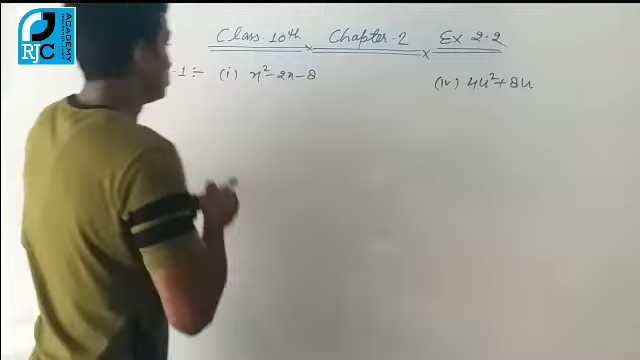 RJC
ACADEMY
Class 10th x Chapter-2 x Ex 2.2
-1 :- (i) x² - 2x - 8
(iv) 4u² + 8u